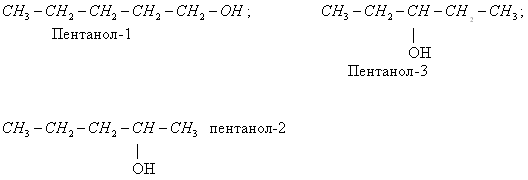 CH₃ – CH₂ – CH₂ – CH₂ – CH₂ – OH ;
Пентанол-1
CH₃ – CH₂ – CH – CH₂ – CH₃ ;
|
OH
Пентанол-3
CH₃ – CH₂ – CH₂ – CH – CH₃ пентанол-2
|
OH